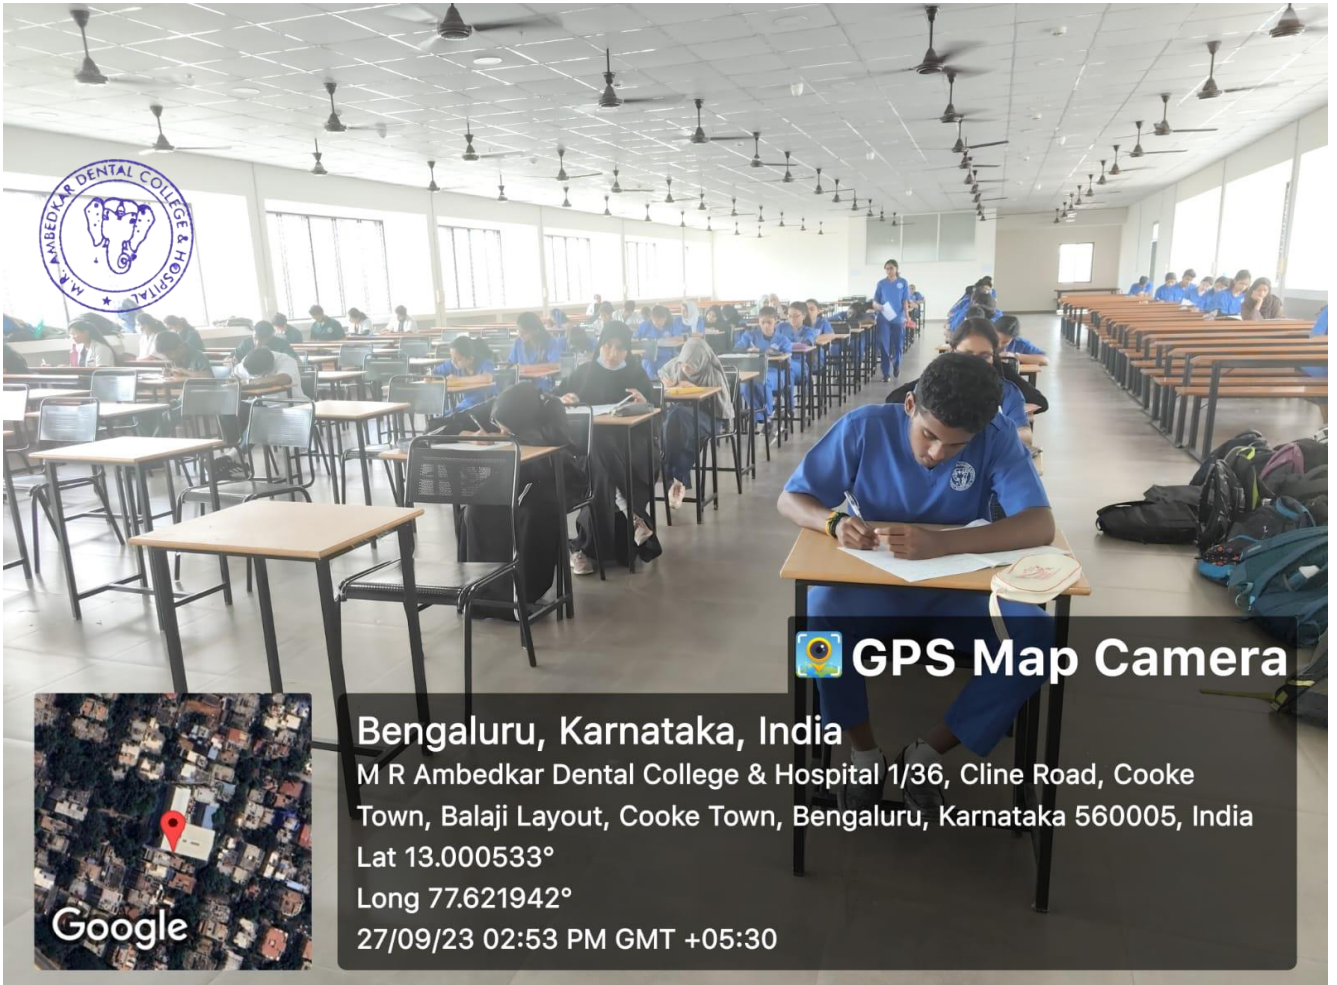 M.R. AMBEDKAR DENTAL COLLEGE & HOSPITAL
GPS Map Camera
Bengaluru, Karnataka, India
M R Ambedkar Dental College & Hospital 1/36, Cline Road, Cooke
Town, Balaji Layout, Cooke Town, Bengaluru, Karnataka 560005, India
Lat 13.000533°
Long 77.621942°
27/09/23 02:53 PM GMT +05:30
Google